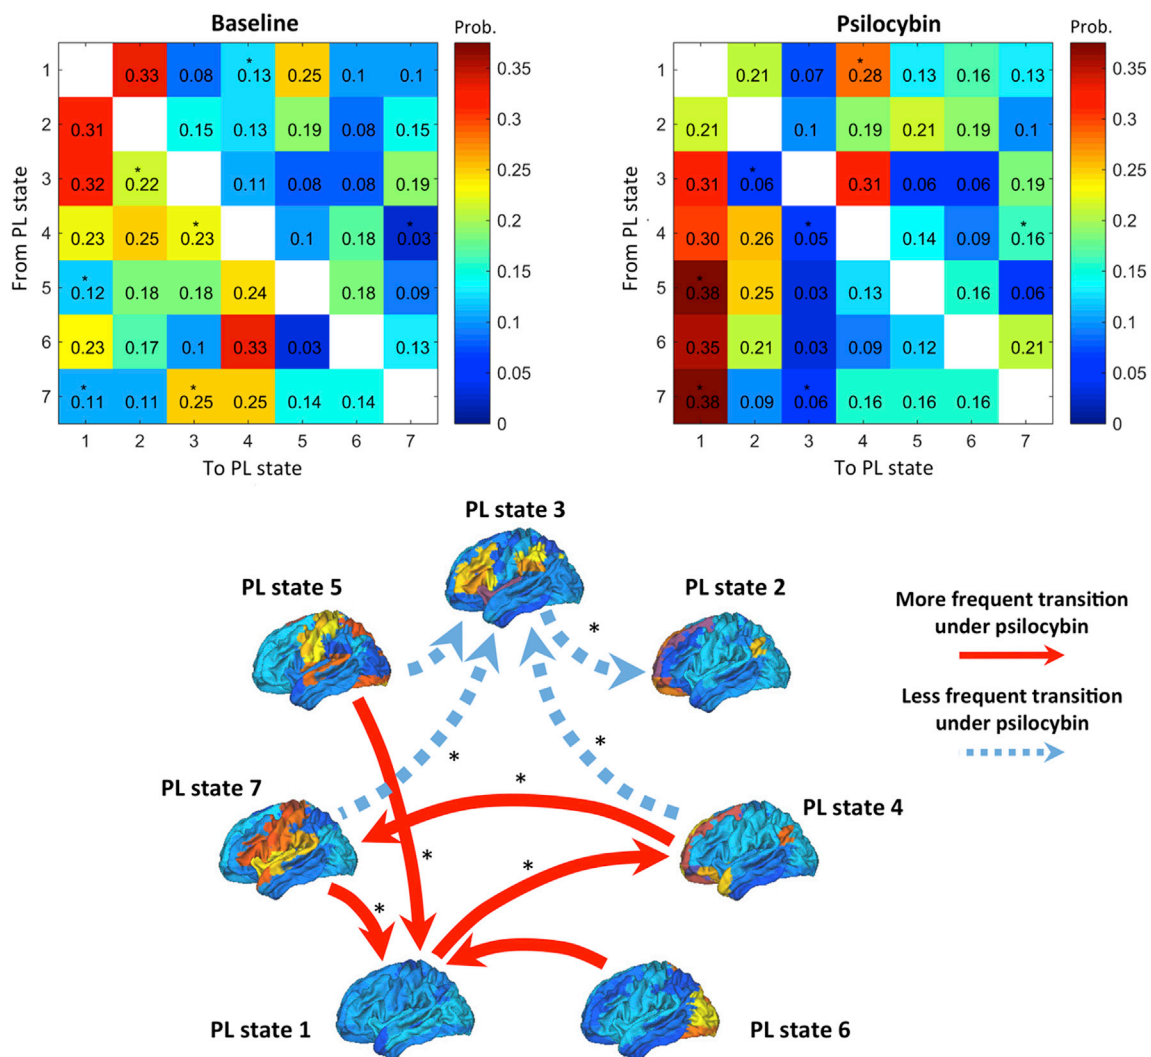 Baseline
Prob.
Psilocybin
Prob.
From PL state
1 0.33 0.08 * 0.13 0.25 0.1 0.1
2 0.31 0.15 0.13 0.19 0.08 0.15
3 0.32 * 0.22 0.11 0.08 0.08 0.19
4 0.23 0.25 * 0.23 0.1 0.18 * 0.03
5 * 0.12 0.18 0.18 0.24 0.18 0.09
6 0.23 0.17 0.1 0.33 0.03 0.13
7 * 0.11 0.11 * 0.25 0.25 0.14 0.14
1 2 3 4 5 6 7
To PL state
0.35
0.3
0.25
0.2
0.15
0.1
0.05
0
From PL state
1 0.21 0.07 * 0.28 0.13 0.16 0.13
2 0.21 0.1 0.19 0.21 0.19 0.1
3 0.31 * 0.06 0.31 0.06 0.06 0.19
4 0.30 0.26 * 0.05 0.14 0.09 * 0.16
5 * 0.38 0.25 0.03 0.13 0.16 0.06
6 0.35 0.21 0.03 0.09 0.12 0.21
7 * 0.38 0.09 * 0.06 0.16 0.16 0.16
1 2 3 4 5 6 7
To PL state
0.35
0.3
0.25
0.2
0.15
0.1
0.05
0
PL state 3
PL state 5
PL state 2
*
More frequent transition
under psilocybin
Less frequent transition
under psilocybin
*
*
*
PL state 7
PL state 4
*
*
*
PL state 1
PL state 6